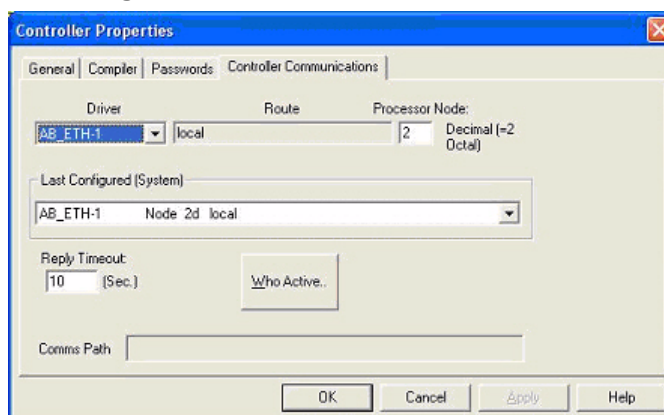 Controller Properties
General Compiler Passwords Controller Communications
Driver Route Processor Node:
AB_ETH-1 local 2 Decimal (=2
Octal)
Last Configured (System)
AB_ETH-1 Node 2d local
Reply Timeout:
10 (Sec.) Who Active..
Comms Path
OK Cancel Apply Help